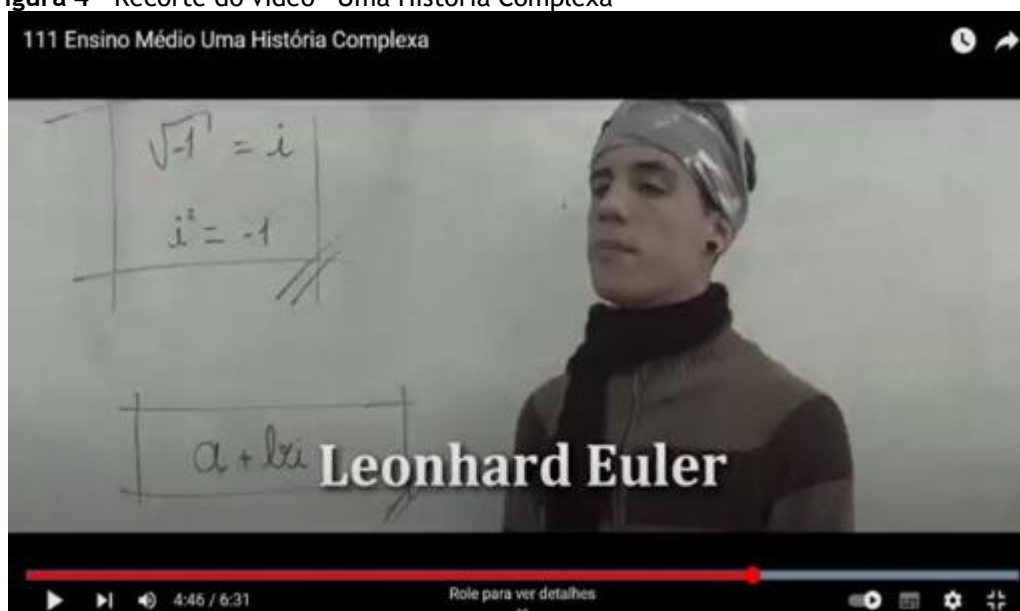 igura 4 - Recorte do vídeo "Uma História Complexa"
111 Ensino Médio Uma História Complexa
√-1 = i
i² = -1
a + bi
Leonhard Euler
4:46 / 6:31
Role para ver detalhes